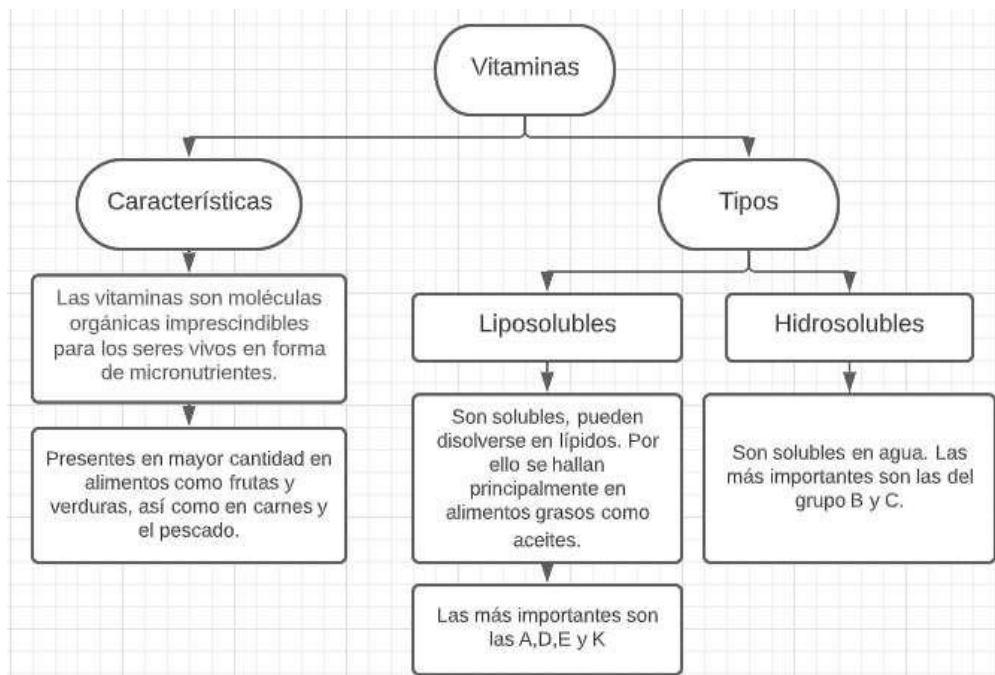 Vitaminas
Características
Tipos
Las vitaminas son moléculas
orgánicas imprescindibles
para los seres vivos en forma
de micronutrientes.
Presentes en mayor cantidad en
alimentos como frutas y
verduras, así como en carnes y
el pescado.
Liposolubles
Hidrosolubles
Son solubles, pueden
disolverse en lípidos. Por
ello se hallan
principalmente en
alimentos grasos como
aceites.
Son solubles en agua. Las
más importantes son las del
grupo B y C.
Las más importantes son
las A,D,E y K